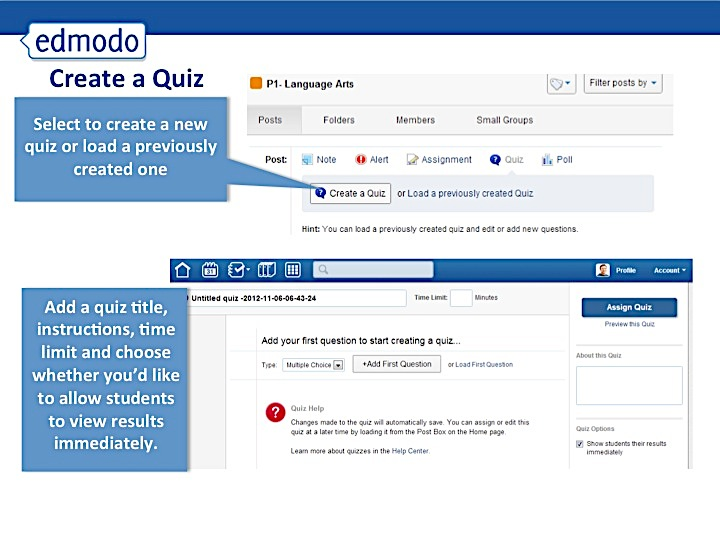 edmodo
Create a Quiz
Select to create a new
quiz or load a previously
created one
P1- Language Arts
Filter posts by
Posts Folders Members Small Groups
Post: Note Alert Assignment Quiz Poll
Create a Quiz or Load a previously created Quiz
Hint: You can load a previously created quiz and edit or add new questions.
Profile Account
Add a quiz title,
instructions, time
limit and choose
whether you'd like
to allow students
to view results
immediately.
Untitled quiz -2012-11-06-06-43-24 Time Limit: Minutes
Assign Quiz
Preview this Quiz
Add your first question to start creating a quiz...
Type: Multiple Choice +Add First Question or Load First Question
About this Quiz
Quiz Help
Changes made to the quiz will automatically save. You can assign or edit this
quiz at a later time by loading it from the Post Box on the Home page.
Learn more about quizzes in the Help Center.
Quiz Options
Show students their results
immediately